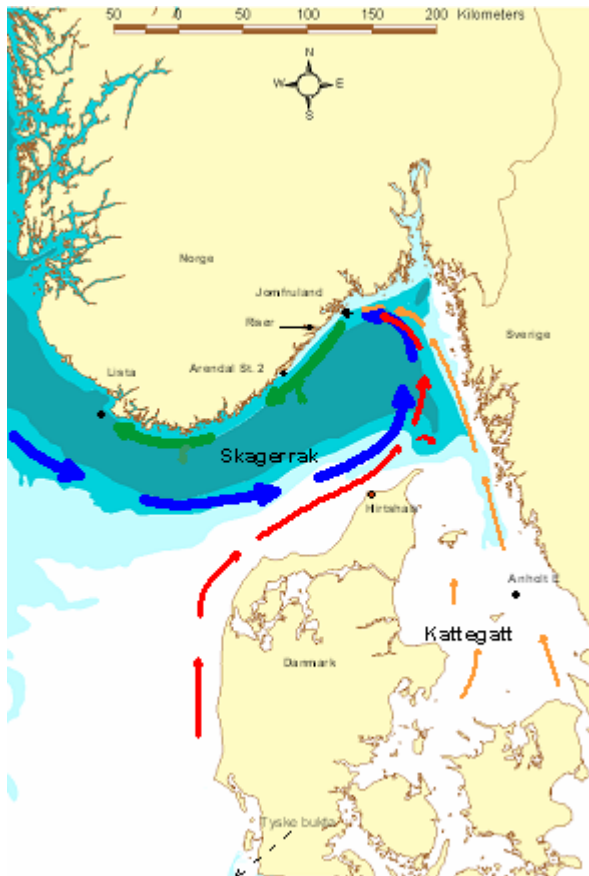 50 0 50 100 150 200 Kilometers
N
W E
S
Norge
Jomfruland
Risør
Sverige
Lista
Arendal St. 2
Skagerrak
Hirtshals
Anholt E
Kattegatt
Danmark
Tyske bukta